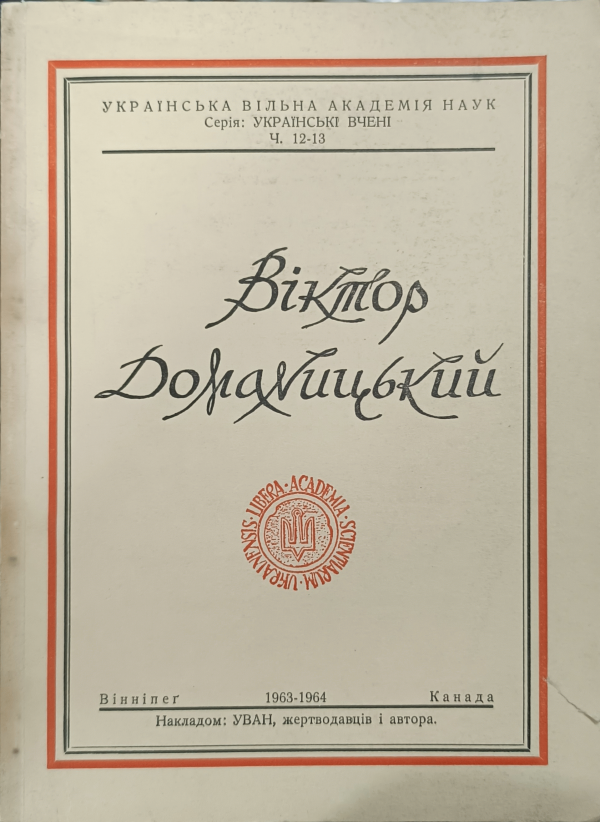 УКРАЇНСЬКА ВІЛЬНА АКАДЕМІЯ НАУК
Серія: УКРАЇНСЬКІ ВЧЕНІ
Ч. 12-13
Віктор
Доманицький
UKRAINENSIS · LIBERA · ACADEMIA · SCIENTIARUM ·
Вінніпеґ 1963-1964 Канада
Накладом: УВАН, жертводавців і автора.